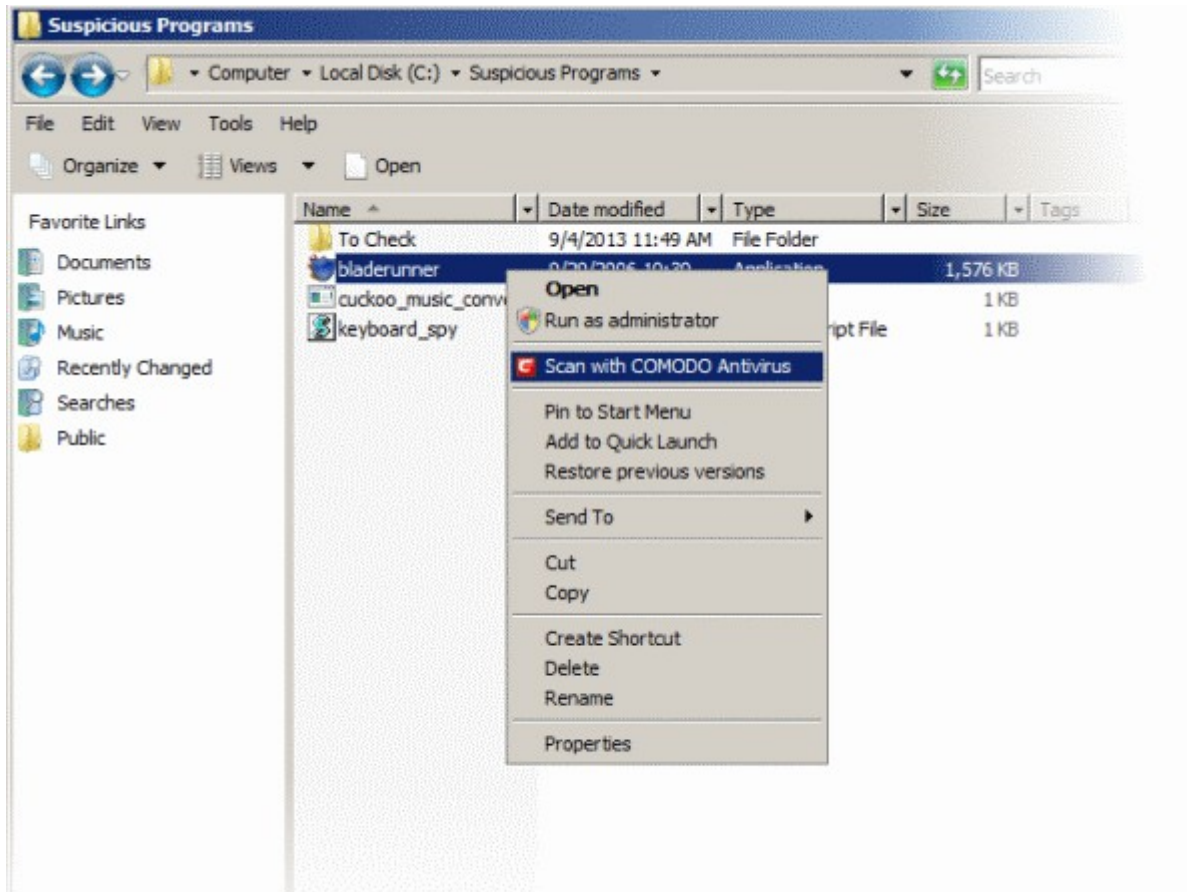 Suspicious Programs
Computer Local Disk (C:) Suspicious Programs
Search
File Edit View Tools Help
Organize Views Open
Favorite Links
Documents
Pictures
Music
Recently Changed
Searches
Public
Name Date modified Type Size Tags
To Check 9/4/2013 11:49 AM File Folder
bladerunner 1,576 KB
1 KB
keyboard_spy File 1 KB
Open
Run as administrator
Scan with COMODO Antivirus
Pin to Start Menu
Add to Quick Launch
Restore previous versions
Send To
Cut
Copy
Create Shortcut
Delete
Rename
Properties